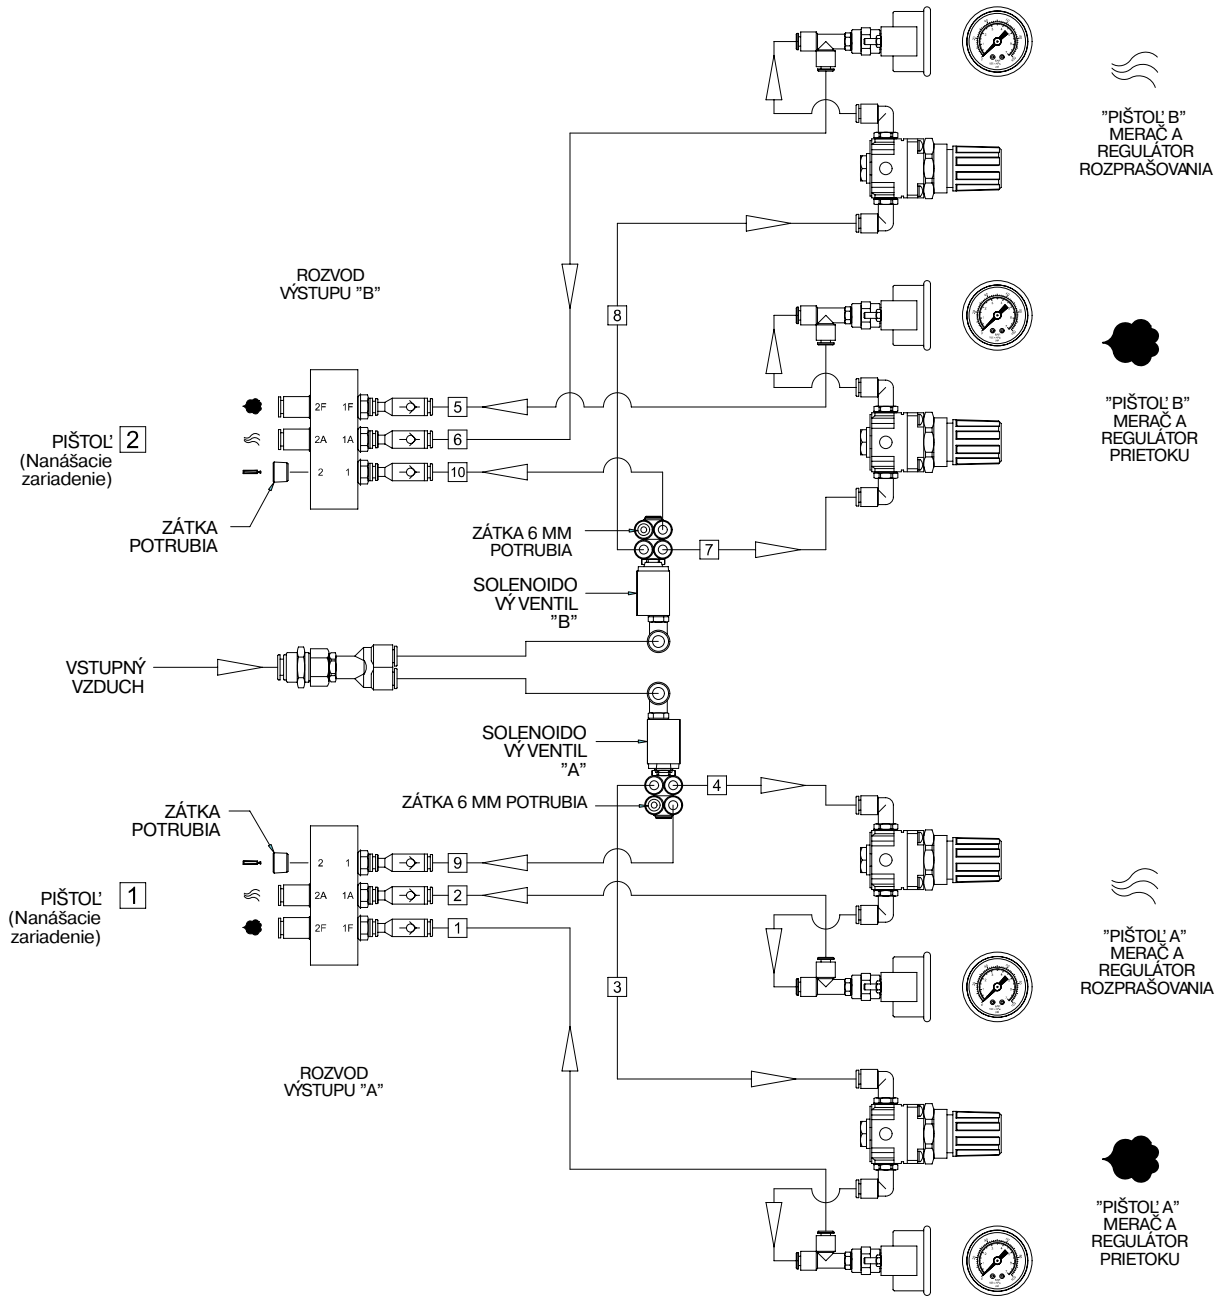 "PIŠTOĽ B"
MERAČ A
REGULÁTOR
ROZPRAŠOVANIA
ROZVOD
VÝSTUPU "B"
8
"PIŠTOĽ B"
MERAČ A
REGULÁTOR
PRIETOKU
2F 1F
5
2A 1A
6
2 1
10
PIŠTOĽ 2
(Nanášacie
zariadenie)
ZÁTKA
POTRUBIA
ZÁTKA 6 MM
POTRUBIA
7
SOLENOIDO
VÝ VENTIL
"B"
VSTUPNÝ
VZDUCH
SOLENOIDO
VÝ VENTIL
"A"
4
ZÁTKA 6 MM POTRUBIA
ZÁTKA
POTRUBIA
2 1
9
2A 1A
2
2F 1F
1
PIŠTOĽ 1
(Nanášacie
zariadenie)
3
"PIŠTOĽ A"
MERAČ A
REGULÁTOR
ROZPRAŠOVANIA
ROZVOD
VÝSTUPU "A"
"PIŠTOĽ A"
MERAČ A
REGULÁTOR
PRIETOKU